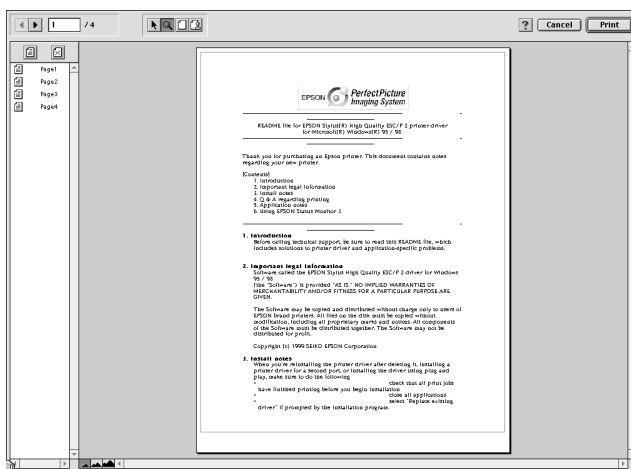 1 / 4
? Cancel Print
Page1
Page2
Page3
Page4
EPSON PerfectPicture
Imaging System
README file for EPSON Stylus(R) High Quality ESC/P 2 printer driver
for Microsoft(R) Windows(R) 95 / 98
Thank you for purchasing an Epson printer. This document contains notes
regarding your new printer.
[Contents]
1. Introduction
2. Important legal information
3. Install notes
4. Q & A regarding printing
5. Application notes
6. Using EPSON Status Monitor 2
1. Introduction
Before calling technical support, be sure to read this README file, which
includes solutions to printer driver and application-specific problems.
2. Important legal information
Software called the EPSON Stylus High Quality ESC/P 2 driver for Windows
95 / 98
(the "Software") is provided "AS IS." NO IMPLIED WARRANTIES OF
MERCHANTABILITY AND/OR FITNESS FOR A PARTICULAR PURPOSE ARE
GIVEN.
The Software may be copied and distributed without charge only to users of
EPSON brand printers. All files on the disk must be copied without
modification, including all proprietary marks and notices. All components
of the Software must be distributed together. The Software may not be
distributed for profit.
Copyright (c) 1999 SEIKO EPSON Corporation
3. Install notes
When you're reinstalling the printer driver after deleting it, installing a
printer driver for a second port, or installing the driver using plug and
play, make sure to do the following
* check that all print jobs
have finished printing before you begin installation
* close all applications
* select "Replace existing
driver" if prompted by the installation program.